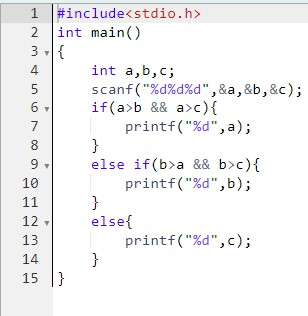 1 #include<stdio.h>
2 int main()
3 {
4     int a,b,c;
5     scanf("%d%d%d",&a,&b,&c);
6     if(a>b && a>c){
7         printf("%d",a);
8     }
9     else if(b>a && b>c){
10         printf("%d",b);
11     }
12     else{
13         printf("%d",c);
14     }
15 }